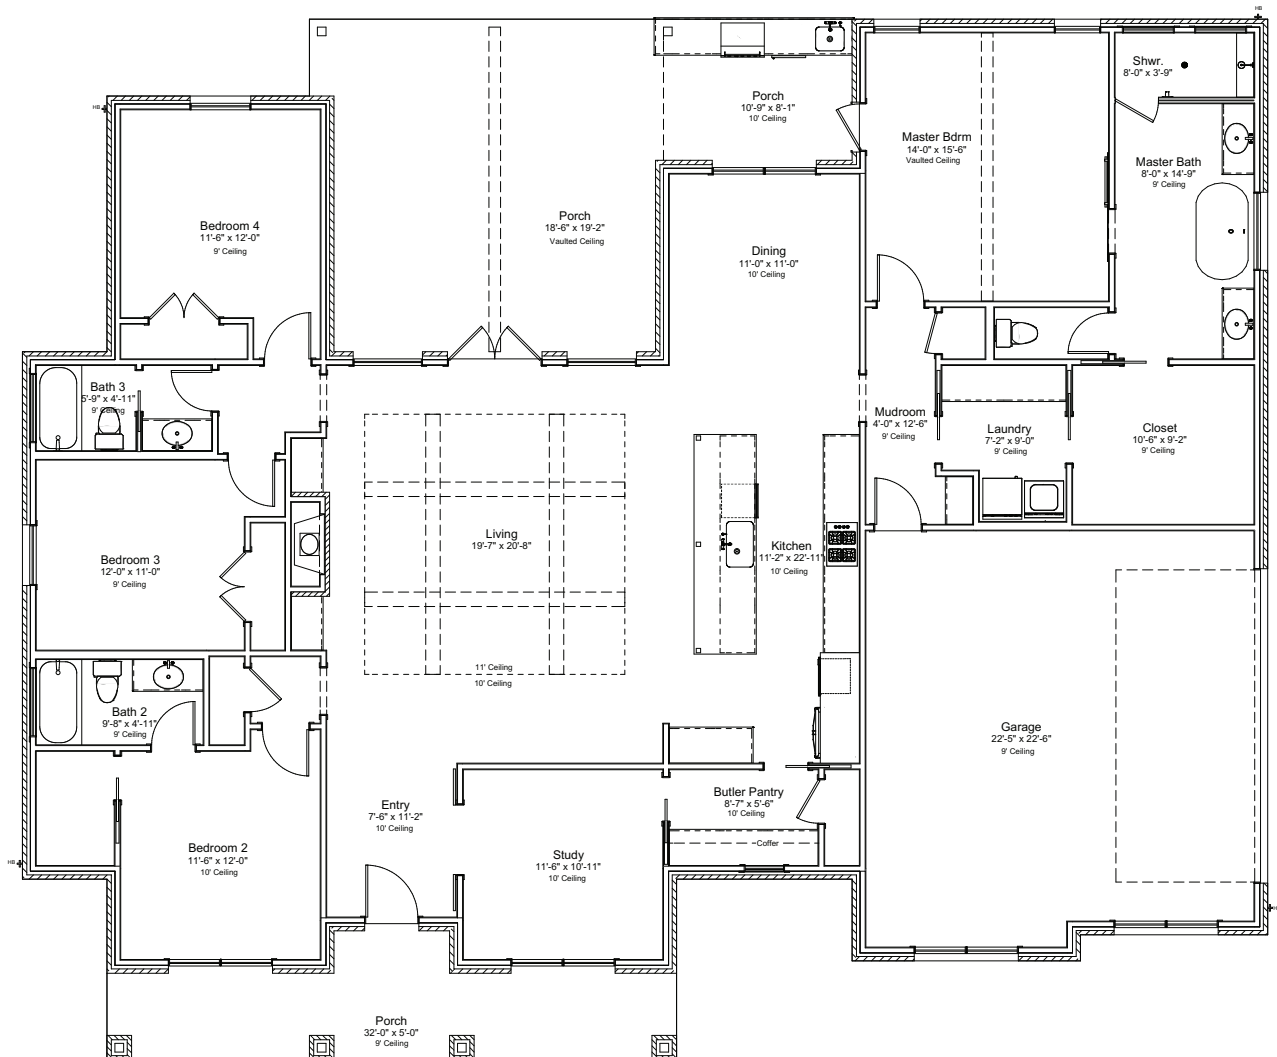 HB
Shwr.
8'-0" x 3'-9"
HB
Porch
10'-9" x 8'-1"
10' Ceiling
Master Bdrm
14'-0" x 15'-6"
Vaulted Ceiling
Master Bath
8'-0" x 14'-9"
9' Ceiling
Bedroom 4
11'-6" x 12'-0"
9' Ceiling
Porch
18'-6" x 19'-2"
Vaulted Ceiling
Dining
11'-0" x 11'-0"
10' Ceiling
Bath 3
5'-9" x 4'-11"
9' Ceiling
Mudroom
4'-0" x 12'-6"
9' Ceiling
Laundry
7'-2" x 9'-0"
9' Ceiling
Closet
10'-6" x 9'-2"
9' Ceiling
Living
19'-7" x 20'-8"
Kitchen
11'-2" x 22'-11"
10' Ceiling
Bedroom 3
12'-0" x 11'-0"
9' Ceiling
11' Ceiling
10' Ceiling
Bath 2
9'-8" x 4'-11"
9' Ceiling
Garage
22'-5" x 22'-6"
9' Ceiling
Entry
7'-6" x 11'-2"
10' Ceiling
Butler Pantry
8'-7" x 5'-6"
10' Ceiling
Coffer
Bedroom 2
11'-6" x 12'-0"
10' Ceiling
Study
11'-6" x 10'-11"
10' Ceiling
HB
H
Porch
32'-0" x 5'-0"
9' Ceiling